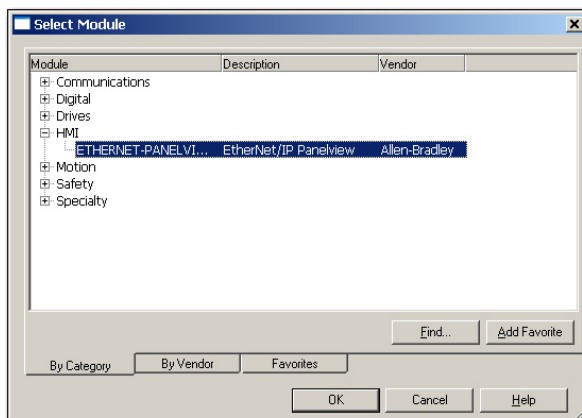 Select Module
Module Description Vendor
Communications
Digital
Drives
HMI
ETHERNET-PANELVI... EtherNet/IP Panelview Allen-Bradley
Motion
Safety
Specialty
Find... Add Favorite
By Category By Vendor Favorites
OK Cancel Help